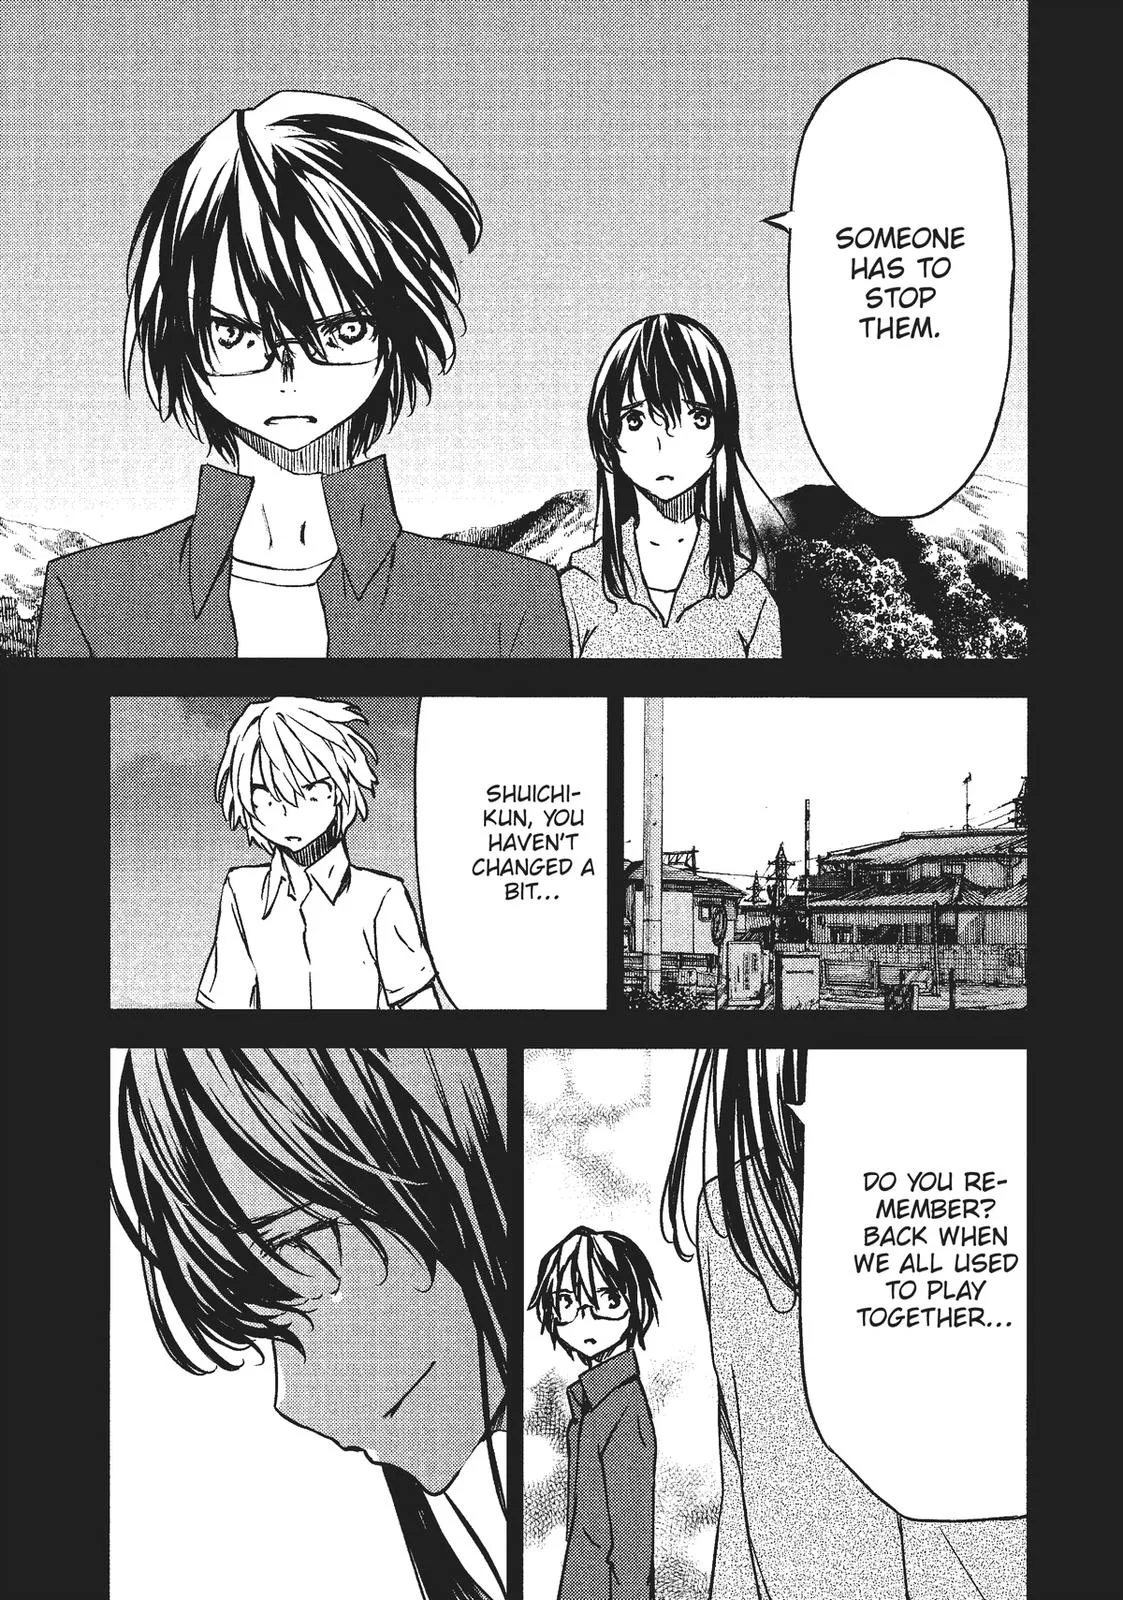 SOMEONE
HAS TO
STOP
THEM.
SHUICHI-
KUN, YOU
HAVEN'T
CHANGED A
BIT...
DO YOU RE-
MEMBER?
BACK WHEN
WE ALL USED
TO PLAY
TOGETHER...